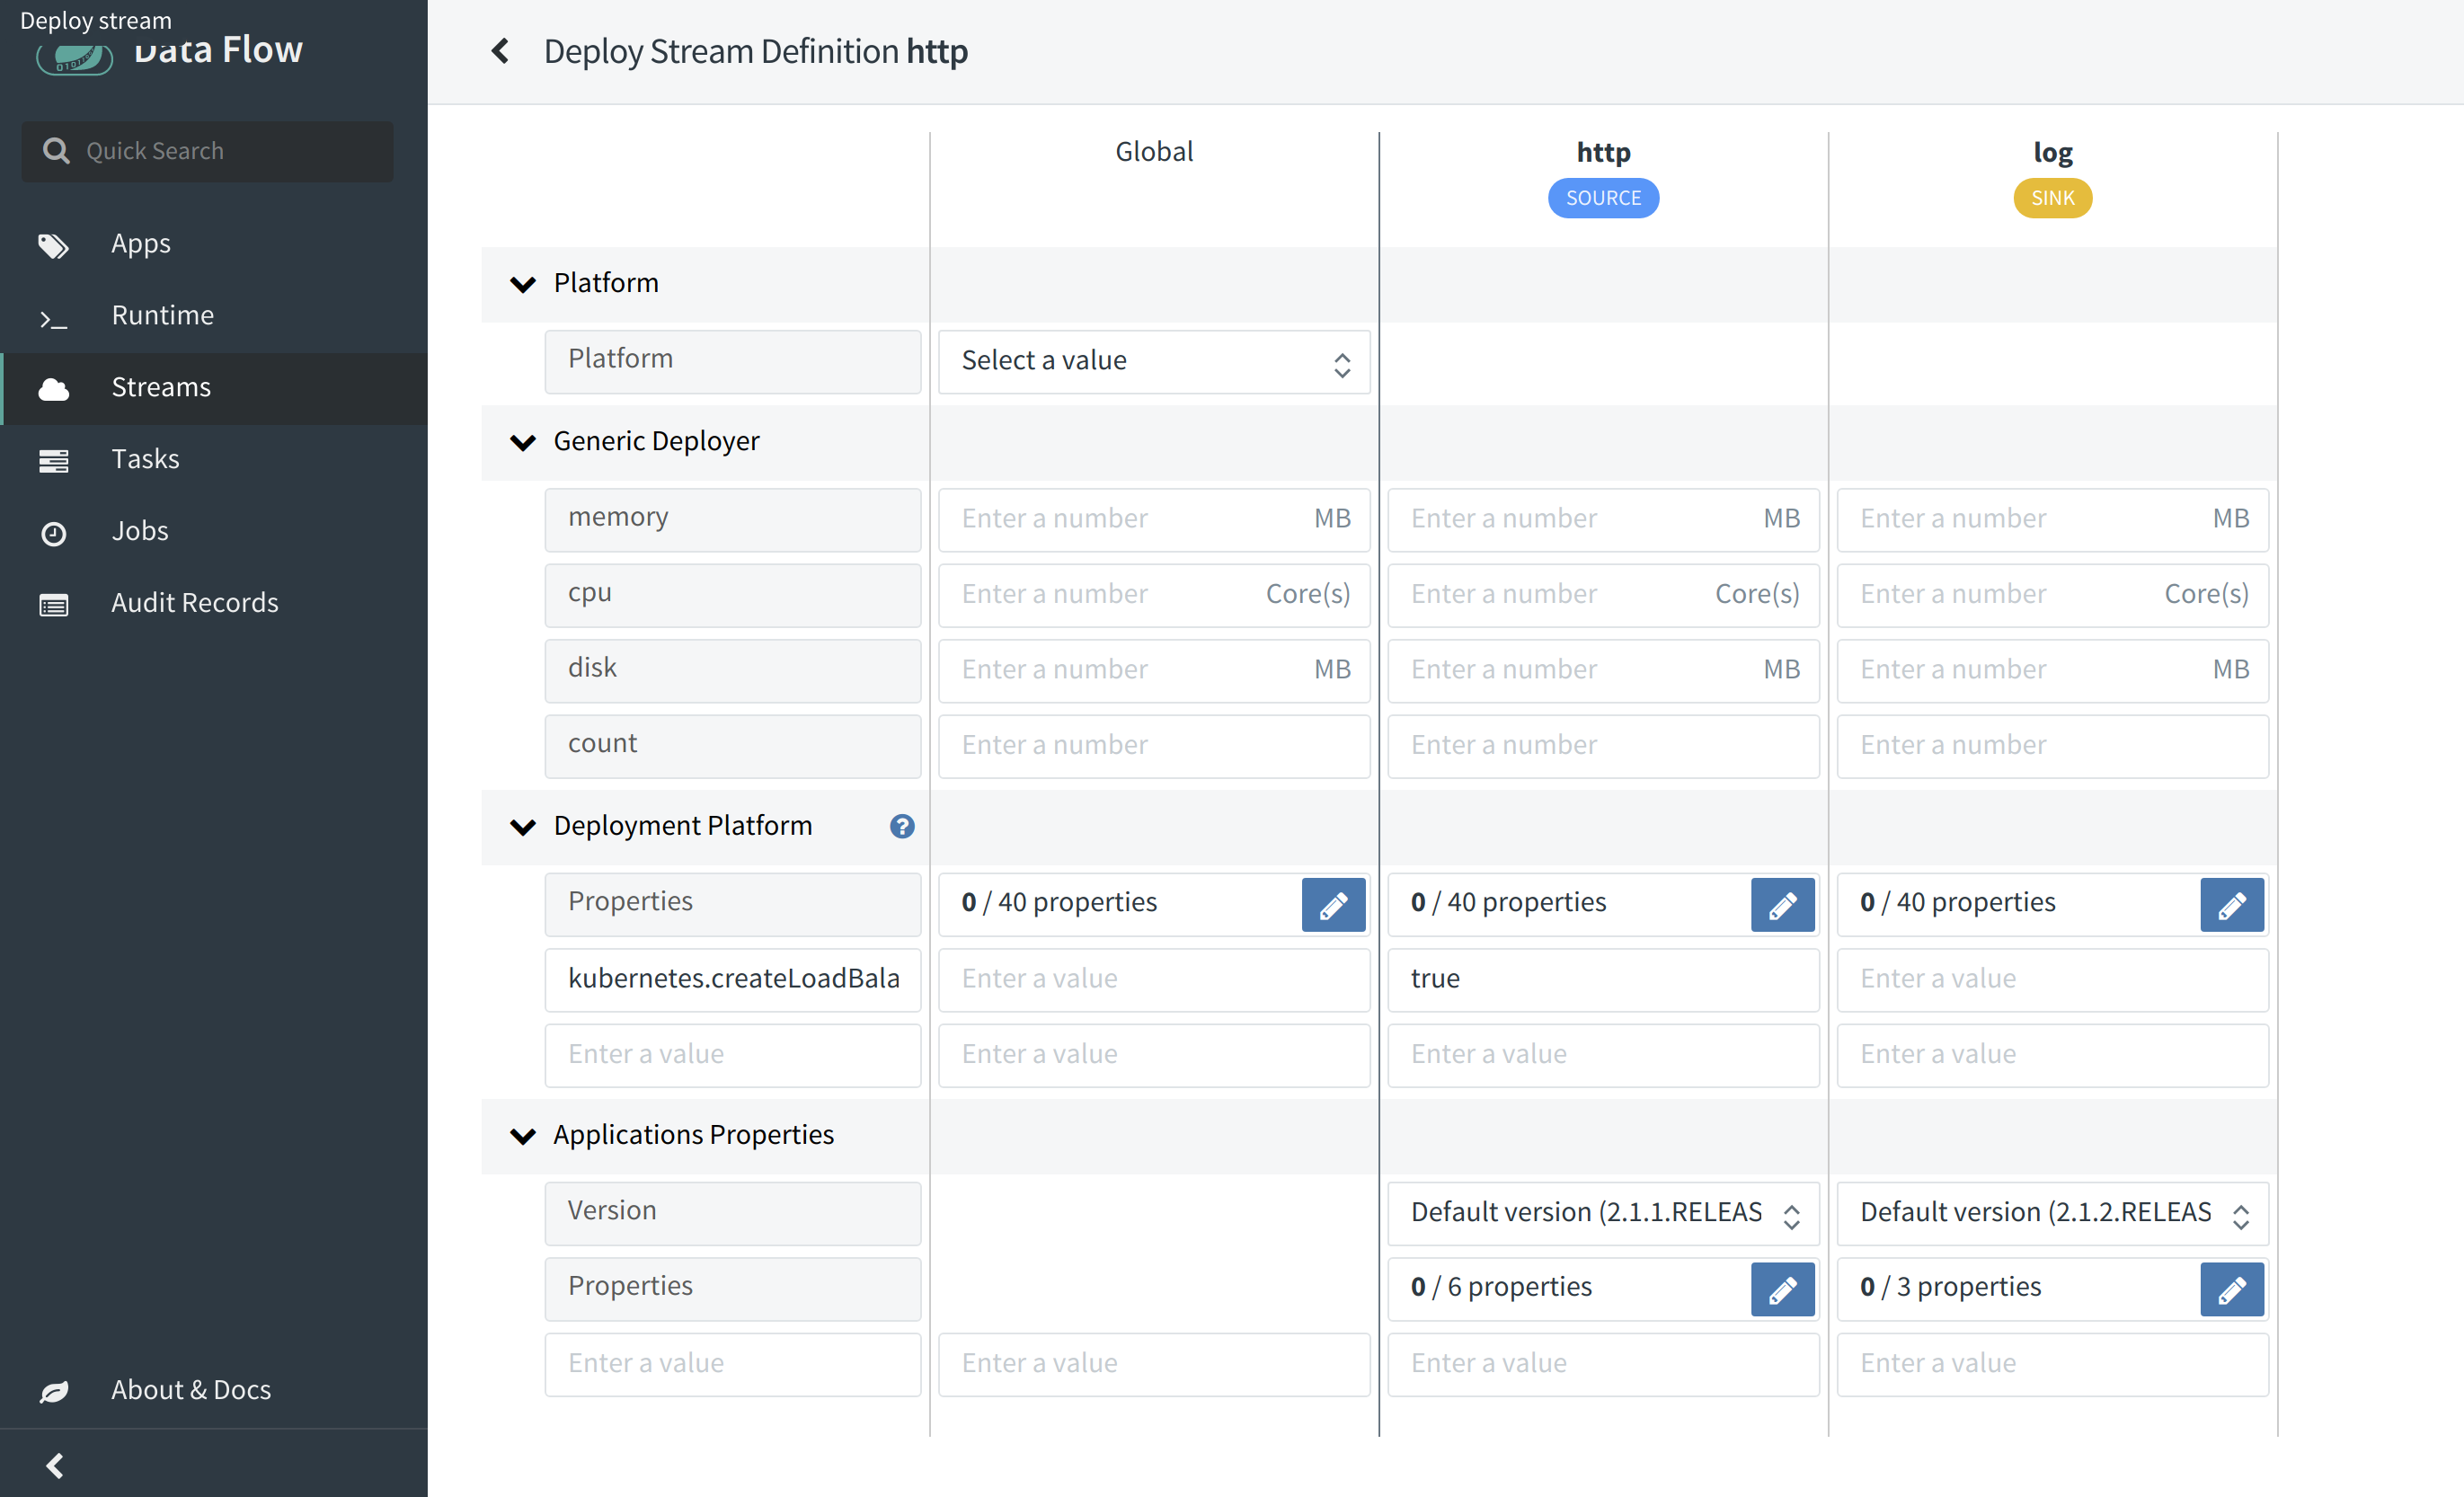 Deploy stream
Data Flow
Quick Search
Apps
Runtime
Streams
Tasks
Jobs
Audit Records
About & Docs
Deploy Stream Definition http
Global http log
SOURCE SINK
Platform
Platform Select a value
Generic Deployer
memory Enter a number MB Enter a number MB Enter a number MB
cpu Enter a number Core(s) Enter a number Core(s) Enter a number Core(s)
disk Enter a number MB Enter a number MB Enter a number MB
count Enter a number Enter a number Enter a number
Deployment Platform ?
Properties 0 / 40 properties 0 / 40 properties 0 / 40 properties
kubernetes.createLoadBala Enter a value true Enter a value
Enter a value Enter a value Enter a value Enter a value
Applications Properties
Version Default version (2.1.1.RELEAS Default version (2.1.2.RELEAS
Properties 0 / 6 properties 0 / 3 properties
Enter a value Enter a value Enter a value Enter a value